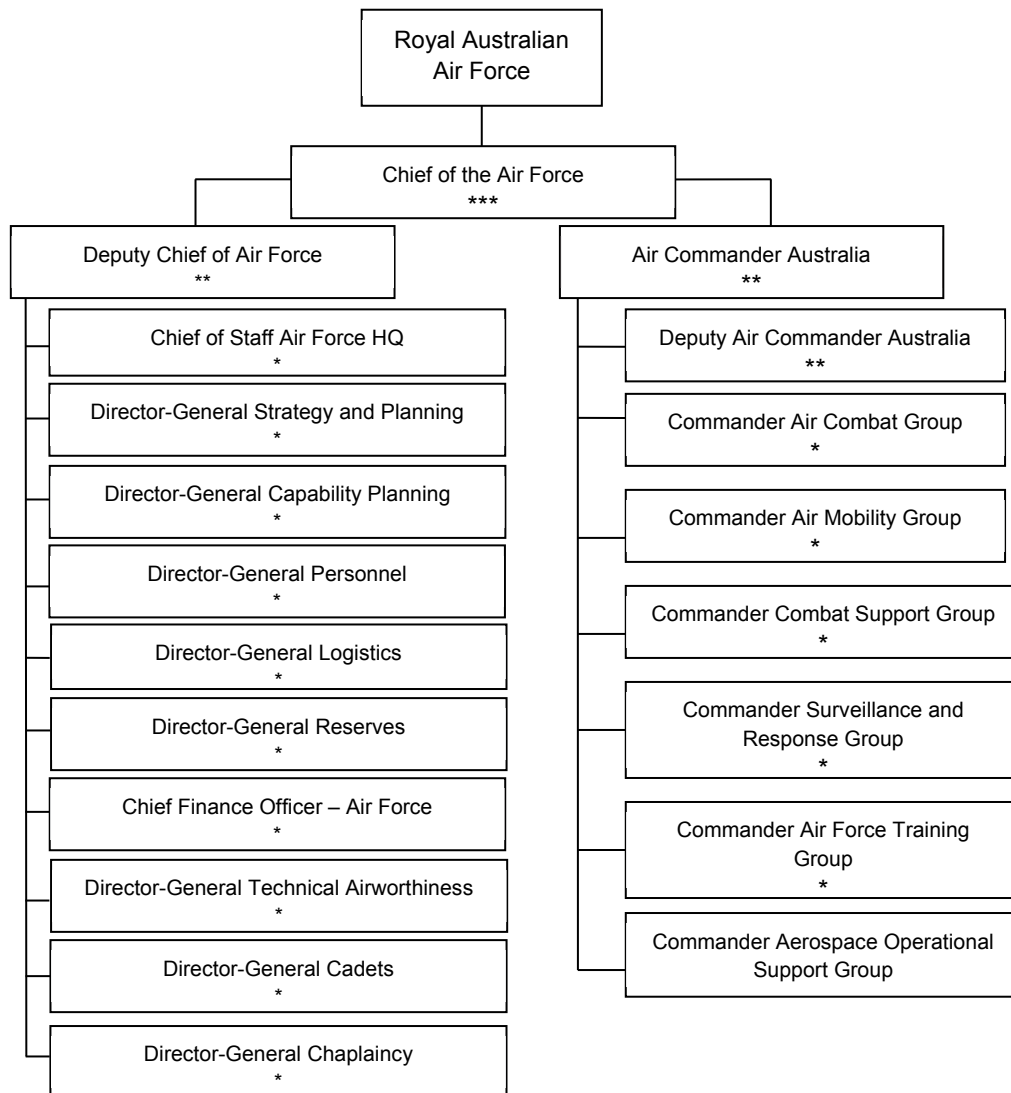 Royal Australian
Air Force
Chief of the Air Force
***
Deputy Chief of Air Force
**
Chief of Staff Air Force HQ
*
Director-General Strategy and Planning
*
Director-General Capability Planning
*
Director-General Personnel
*
Director-General Logistics
*
Director-General Reserves
*
Chief Finance Officer – Air Force
*
Director-General Technical Airworthiness
*
Director-General Cadets
*
Director-General Chaplaincy
*
Air Commander Australia
**
Deputy Air Commander Australia
**
Commander Air Combat Group
*
Commander Air Mobility Group
*
Commander Combat Support Group
*
Commander Surveillance and
Response Group
*
Commander Air Force Training
Group
*
Commander Aerospace Operational
Support Group